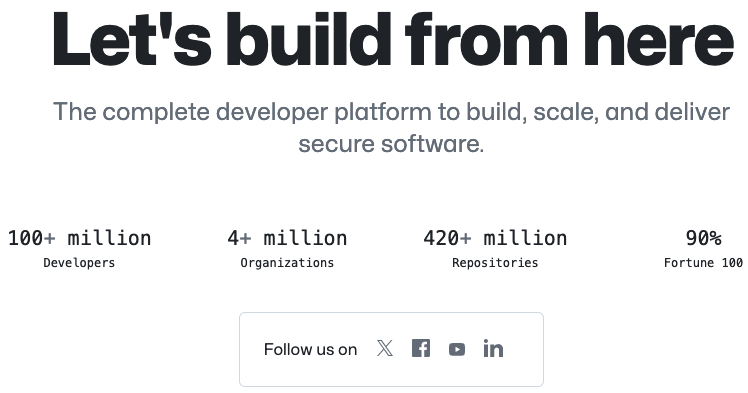 Let's build from here
The complete developer platform to build, scale, and deliver
secure software.
100+ million 4+ million 420+ million 90%
Developers Organizations Repositories Fortune 100
Follow us on